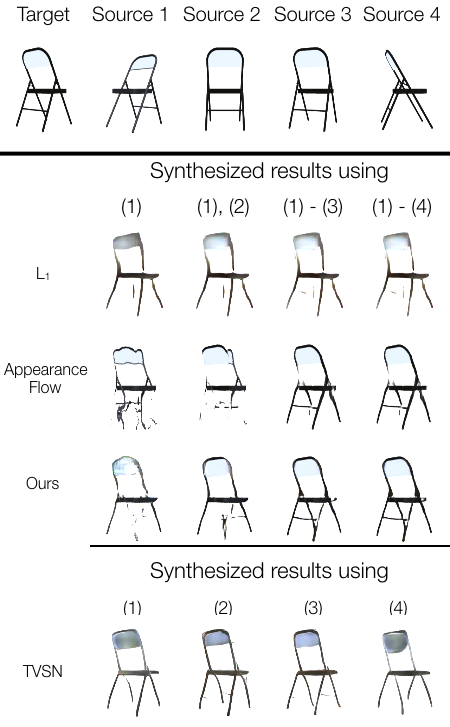 Target Source 1 Source 2 Source 3 Source 4
Synthesized results using
(1) (1), (2) (1) - (3) (1) - (4)
L₁
Appearance
Flow
Ours
Synthesized results using
(1) (2) (3) (4)
TVSN